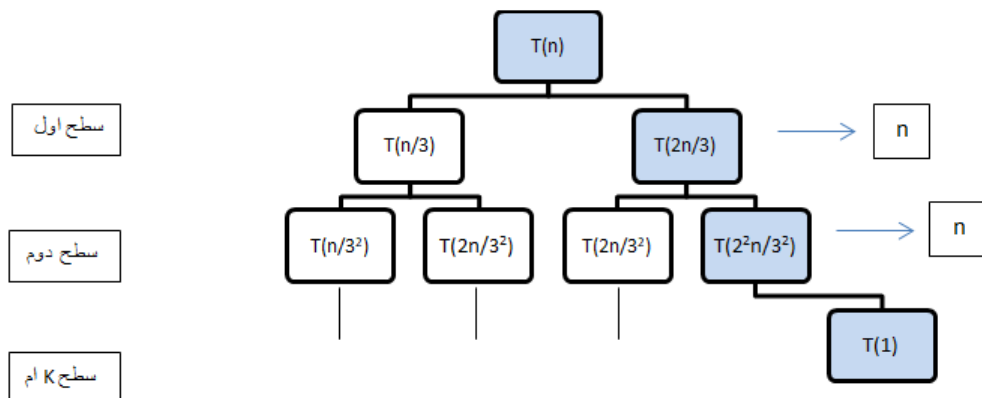 T(n)
سطح اول
T(n/3)
T(2n/3)
n
سطح دوم
T(n/3²)
T(2n/3²)
T(2n/3²)
T(2²n/3²)
n
T(1)
سطح K ام